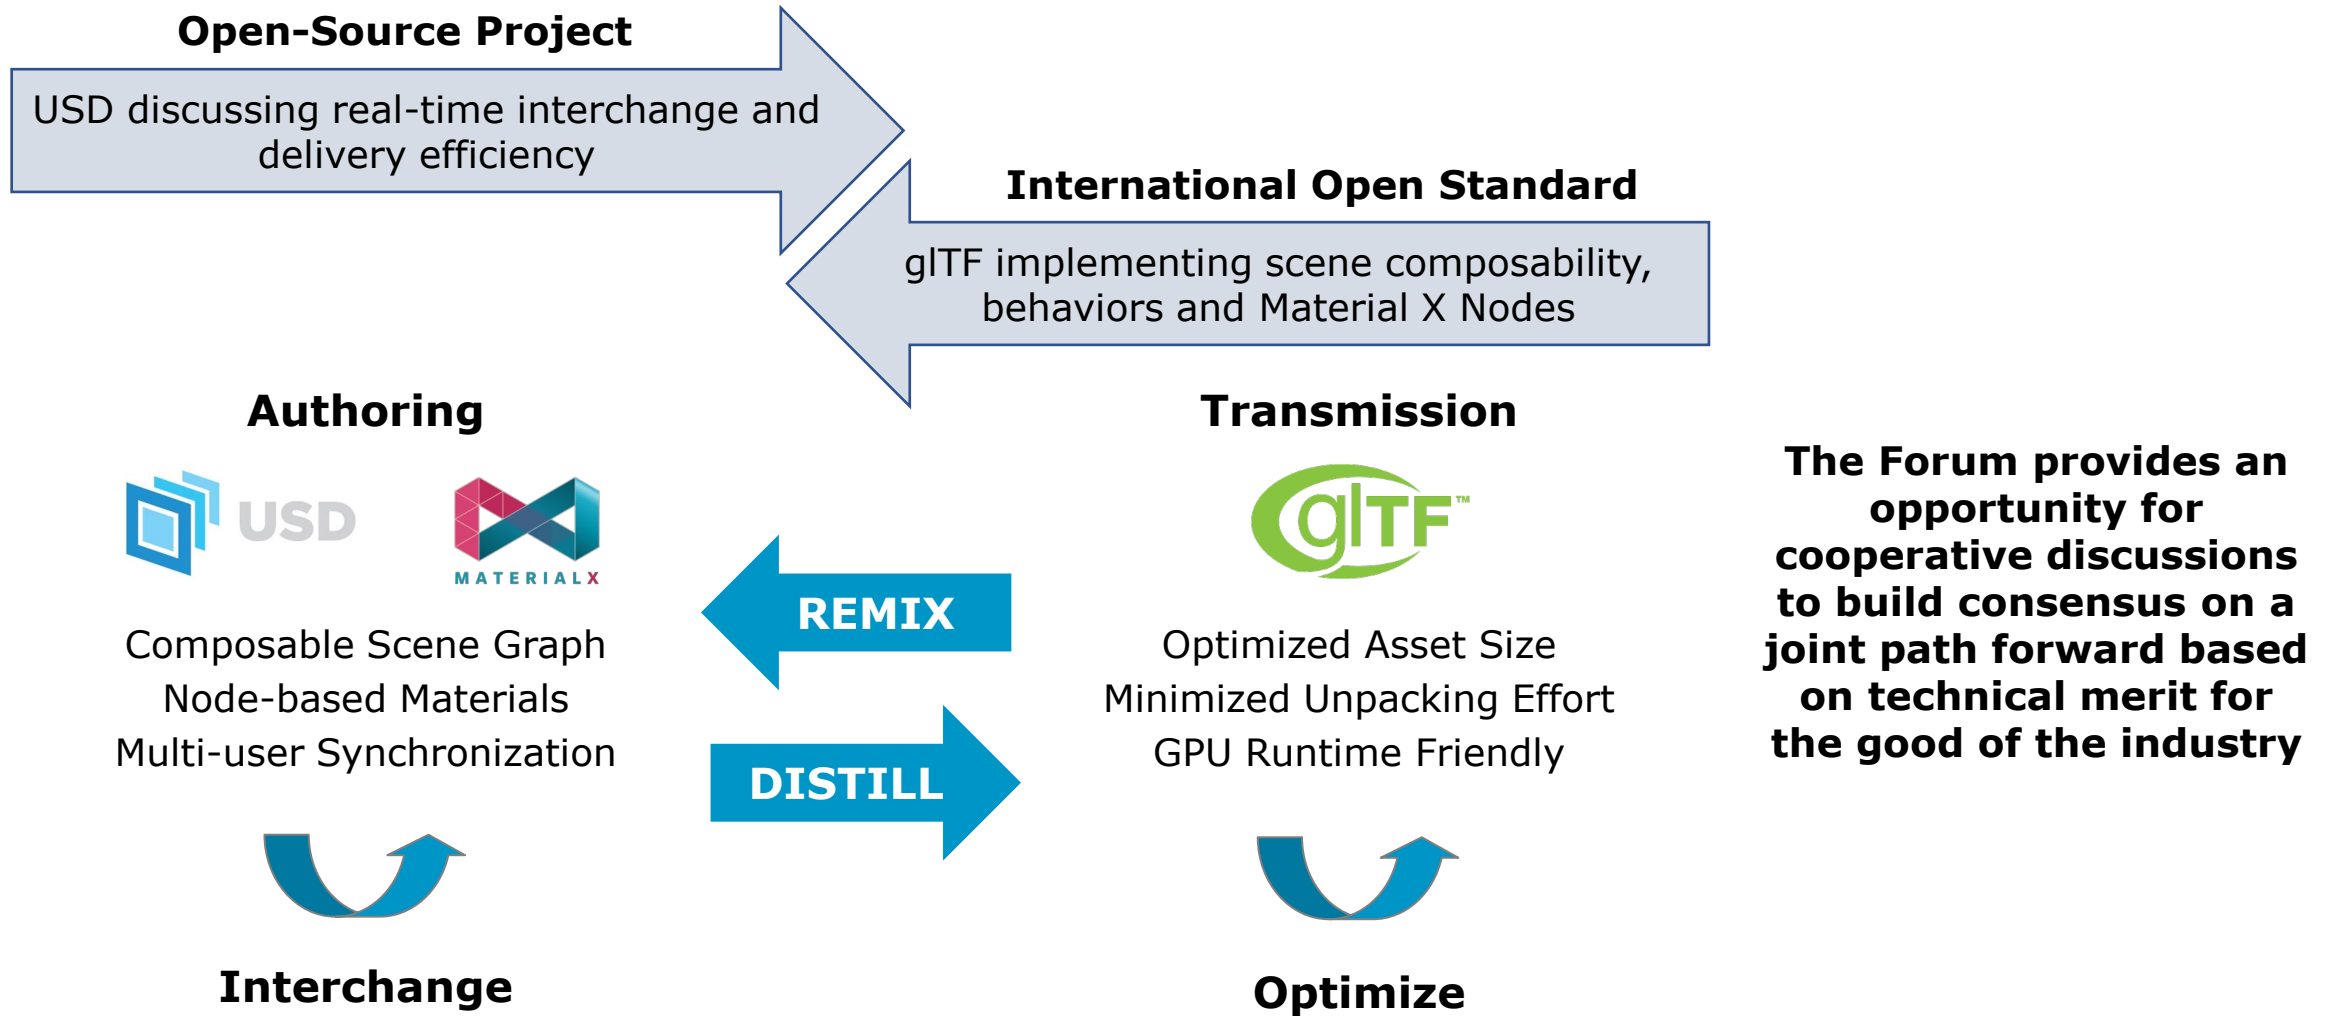 Open-Source Project
USD discussing real-time interchange and
delivery efficiency
International Open Standard
glTF implementing scene composability,
behaviors and Material X Nodes
Authoring
USD
MATERIALX
Composable Scene Graph
Node-based Materials
Multi-user Synchronization
Interchange
REMIX
DISTILL
Transmission
glTF™
Optimized Asset Size
Minimized Unpacking Effort
GPU Runtime Friendly
Optimize
The Forum provides an
opportunity for
cooperative discussions
to build consensus on a
joint path forward based
on technical merit for
the good of the industry